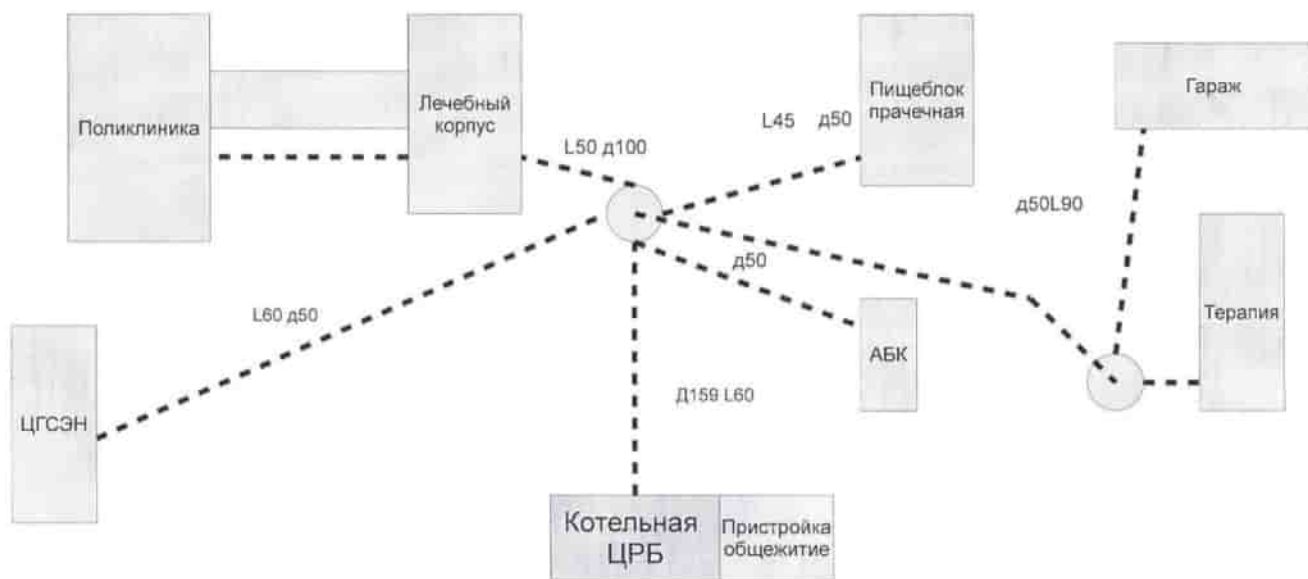 Поликлиника
Лечебный
корпус
Пищеблок
прачечная
Гараж
L50 д100
L45 д50
д50L90
д50
L60 д50
Терапия
АБК
ЦГСЭН
Д159 L60
Котельная
ЦРБ
Пристройка
общежитие